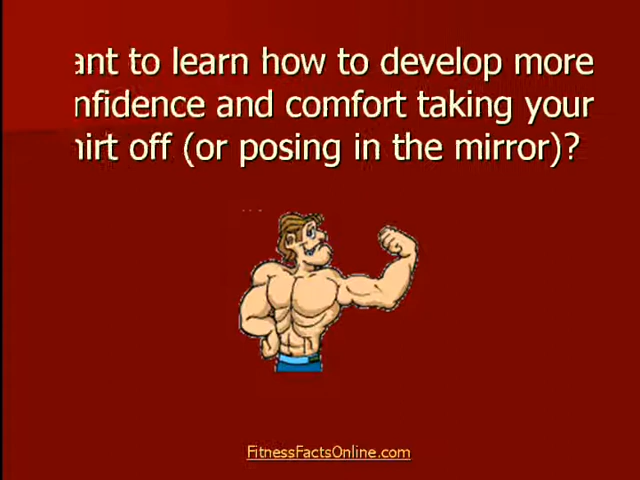 ant to learn how to develop more
nfidence and comfort taking your
hirt off (or posing in the mirror)?
FitnessFactsOnline.com